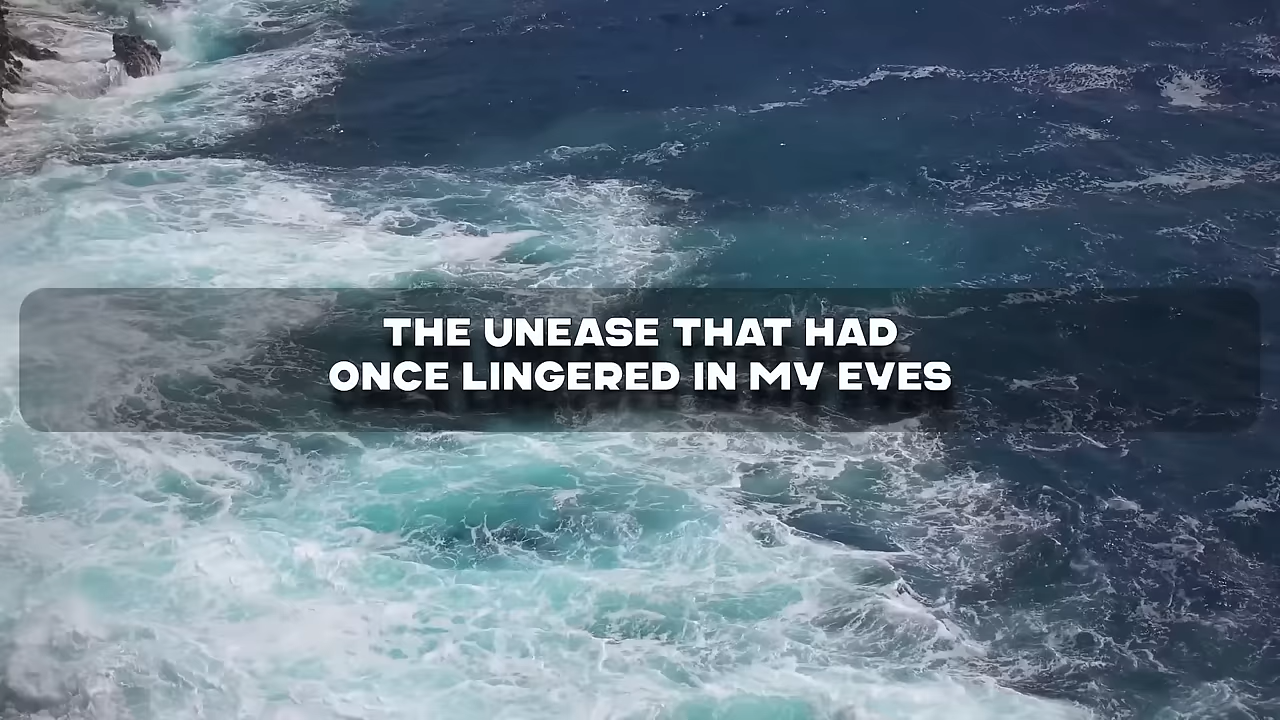 THE UNEASE THAT HAD
ONCE LINGERED IN MY EYES